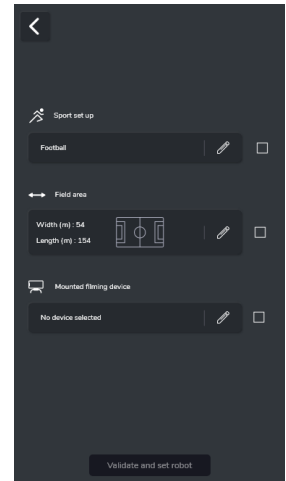 Sport set up
Football
Field area
Width (m) : 54
Length (m) : 154
Mounted filming device
No device selected
Validate and set robot